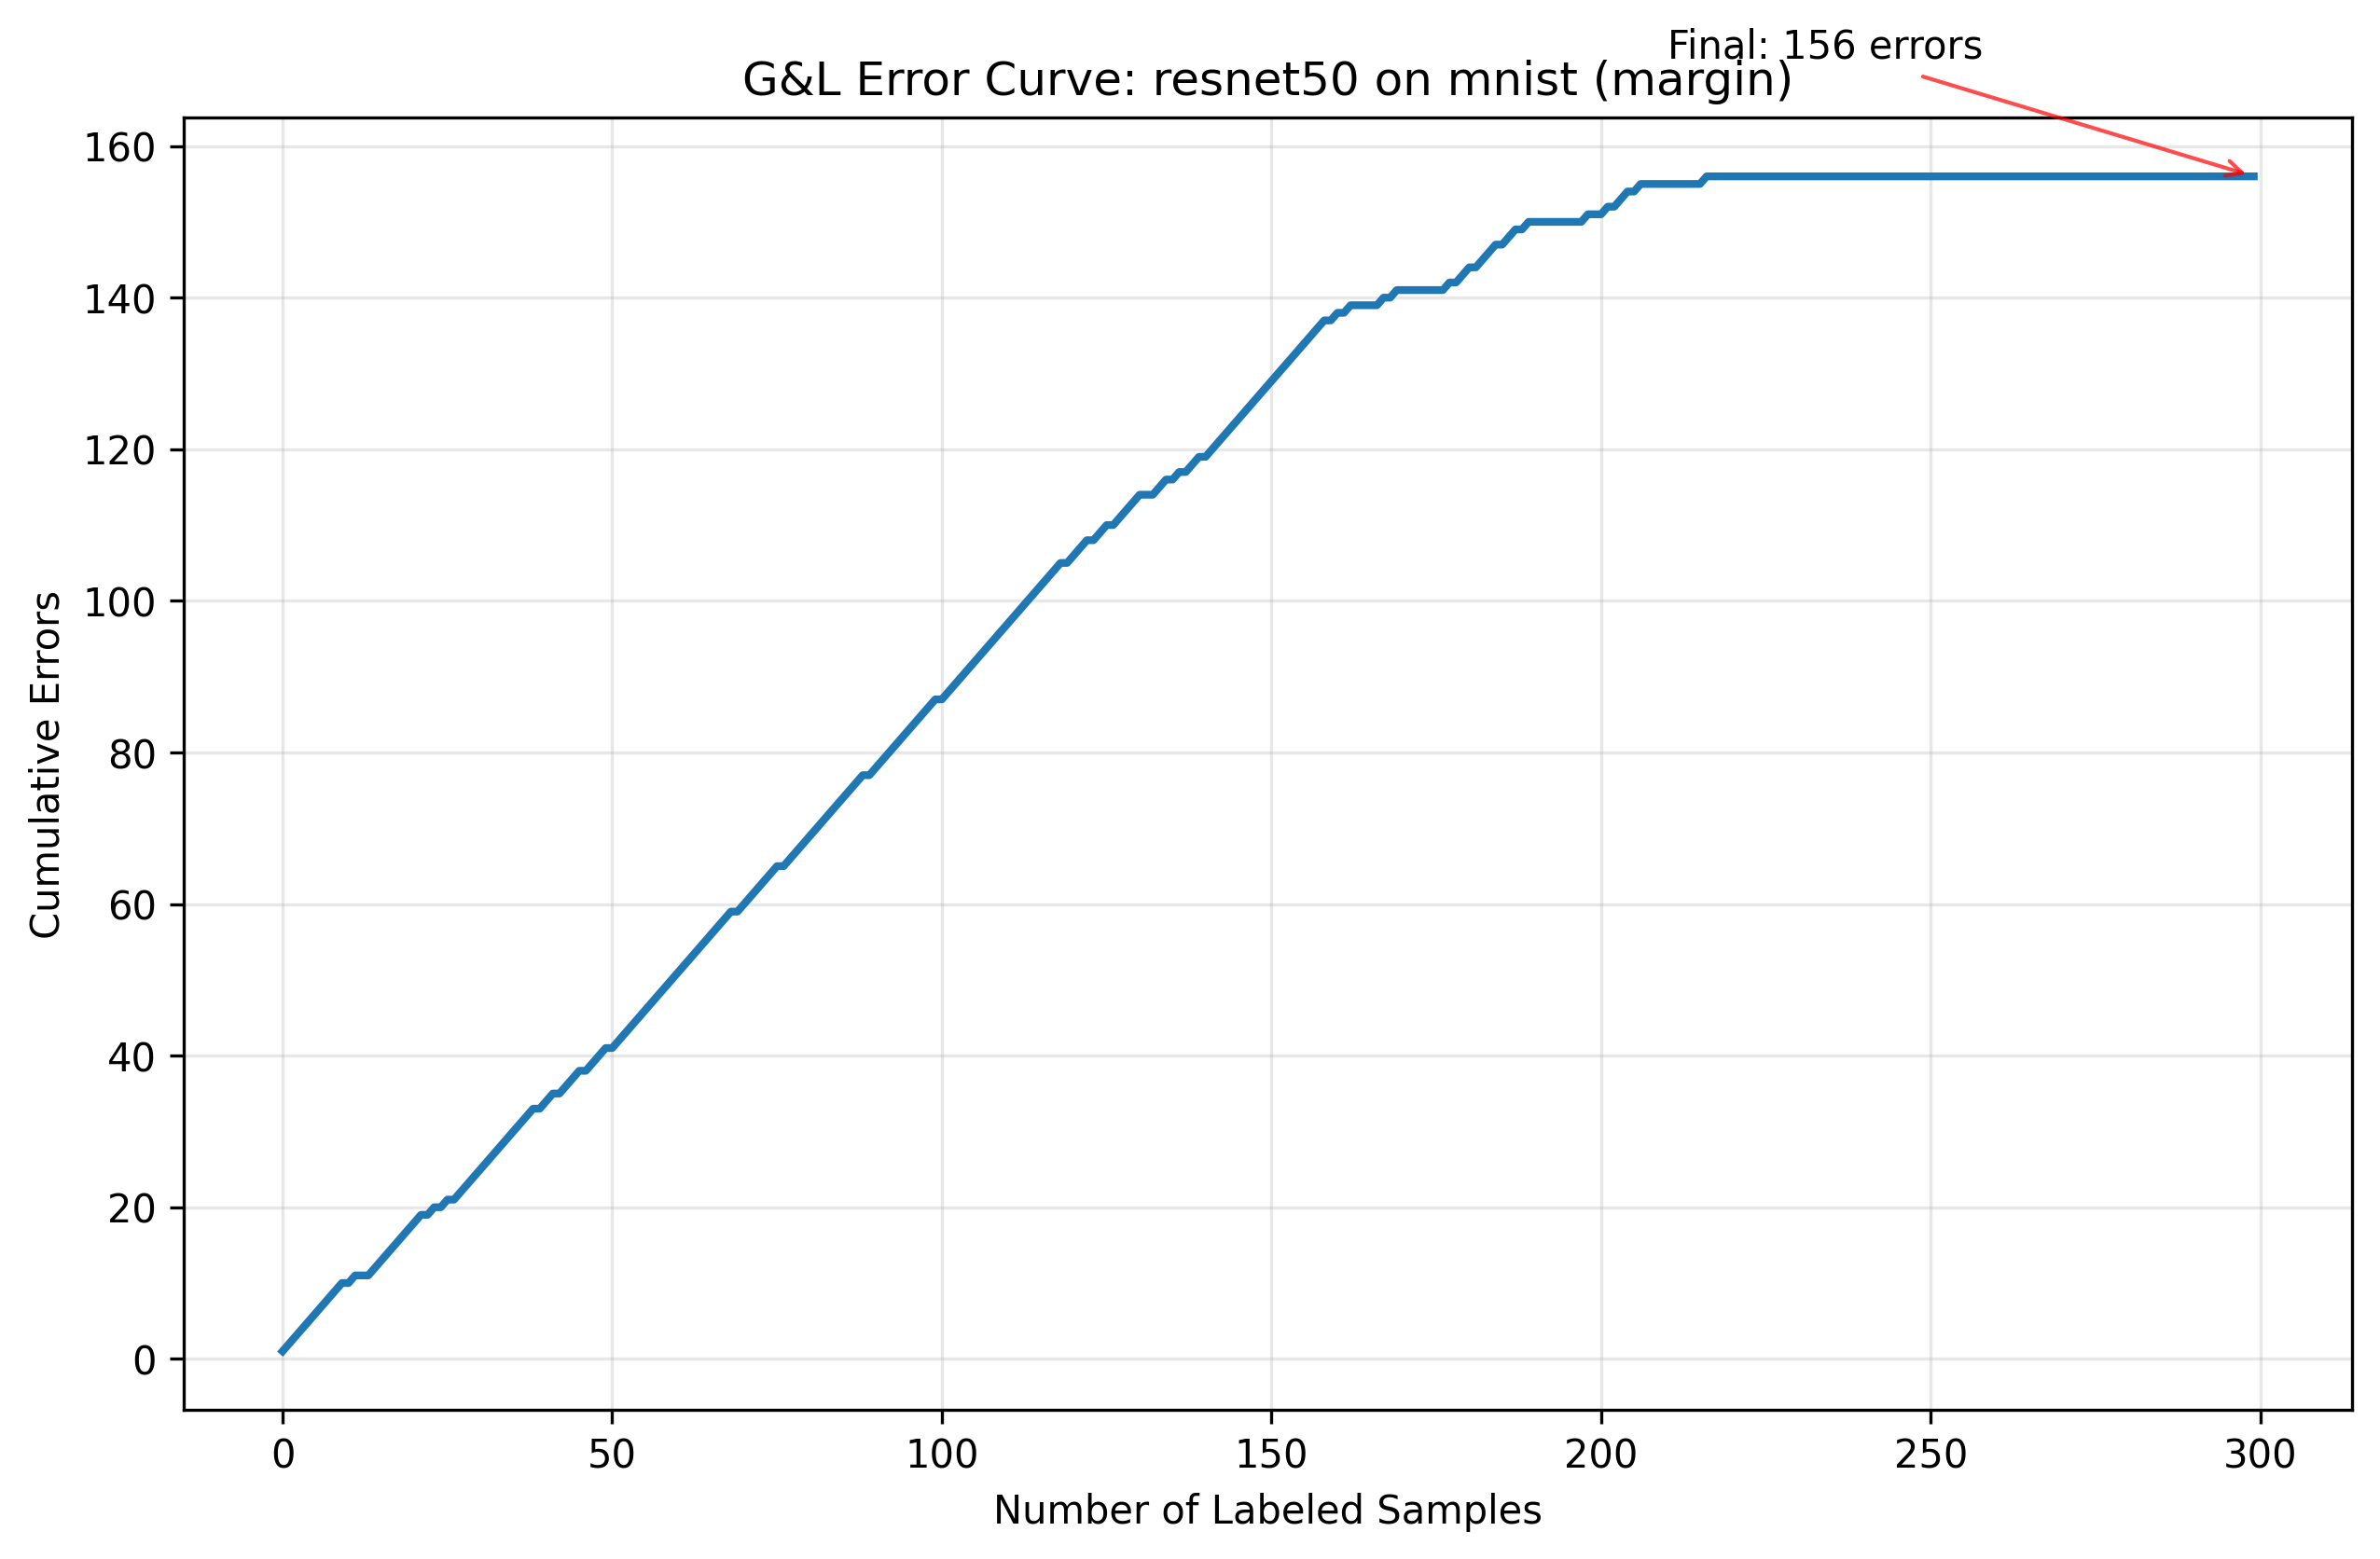 Final: 156 errors
G&L Error Curve: resnet50 on mnist (margin)
160
140
120
100
80
60
40
20
0
Cumulative Errors
0 50 100 150 200 250 300
Number of Labeled Samples